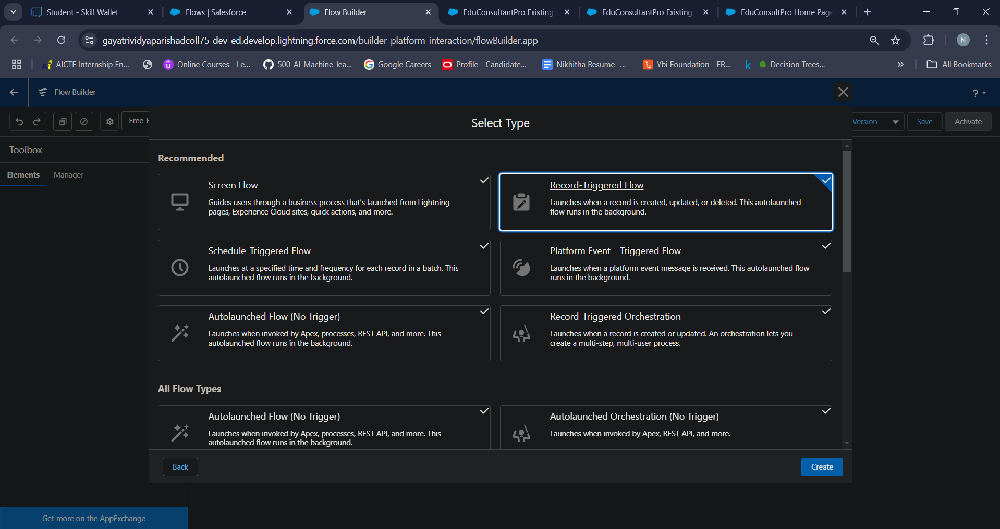 Student - Skill Wallet
Flows | Salesforce
Flow Builder
EduConsultantPro Existing
EduConsultantPro Existing
EduConsultPro Home Page
gayatrividyaparishadcoll75-dev-ed.develop.lightning.force.com/builder_platform_interaction/flowBuilder.app
N
AICTE Internship En...
Online Courses - Le...
500-AI-Machine-lea...
Google Careers
Profile - Candidate...
Nikhitha Resume -...
Ybi Foundation - FR...
Decision Trees...
All Bookmarks
Flow Builder
?
Free-F
Version
Save
Activate
Toolbox
Elements
Manager
Select Type
Recommended
Screen Flow
Guides users through a business process that's launched from Lightning
pages, Experience Cloud sites, quick actions, and more.
Record-Triggered Flow
Launches when a record is created, updated, or deleted. This autolaunched
flow runs in the background.
Schedule-Triggered Flow
Launches at a specified time and frequency for each record in a batch. This
autolaunched flow runs in the background.
Platform Event—Triggered Flow
Launches when a platform event message is received. This autolaunched flow
runs in the background.
Autolaunched Flow (No Trigger)
Launches when invoked by Apex, processes, REST API, and more. This
autolaunched flow runs in the background.
Record-Triggered Orchestration
Launches when a record is created or updated. An orchestration lets you
create a multi-step, multi-user process.
All Flow Types
Autolaunched Flow (No Trigger)
Launches when invoked by Apex, processes, REST API, and more. This
autolaunched flow runs in the background.
Autolaunched Orchestration (No Trigger)
Launches when invoked by Apex, REST API, and more.
Back
Create
Get more on the AppExchange